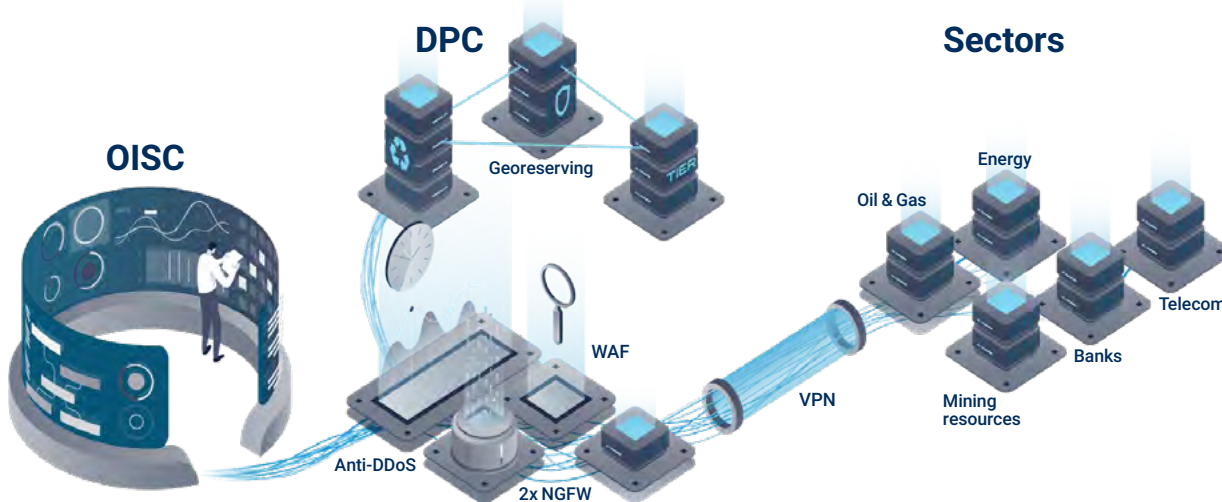 DPC
Sectors
OISC
Georeserving
TIER
Energy
Oil & Gas
Telecom
WAF
Banks
VPN
Mining
resources
Anti-DDoS
2x NGFW